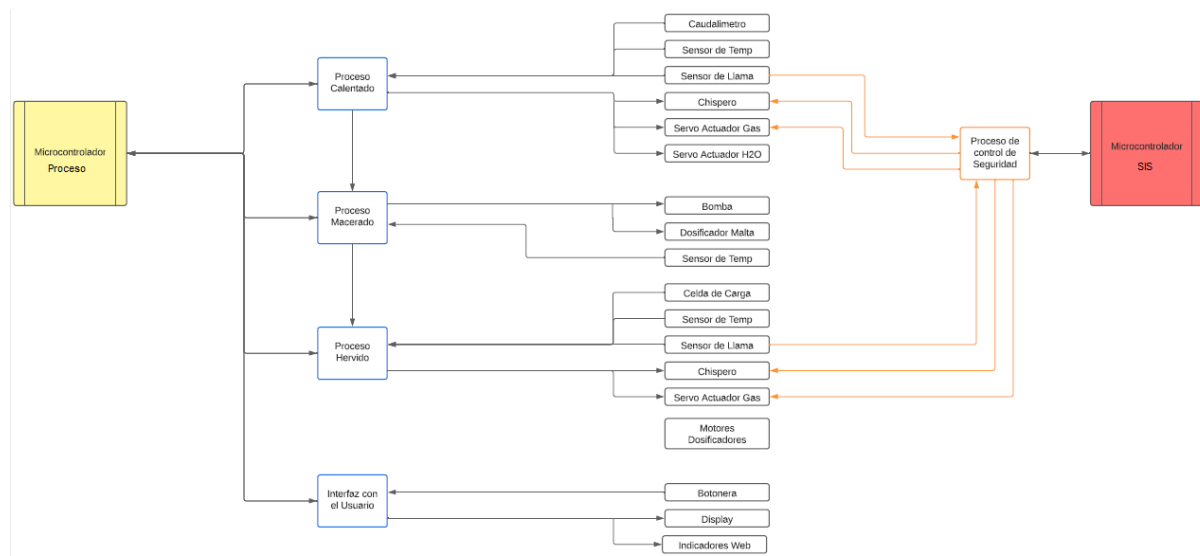 Microcontrolador
Proceso
Proceso
Calentado
Proceso
Macerado
Proceso
Hervido
Interfaz con
el Usuario
Caudalimetro
Sensor de Temp
Sensor de Llama
Chispero
Servo Actuador Gas
Servo Actuador H2O
Bomba
Dosificador Malta
Sensor de Temp
Celda de Carga
Sensor de Temp
Sensor de Llama
Chispero
Servo Actuador Gas
Motores
Dosificadores
Botonera
Display
Indicadores Web
Proceso de
control de
Seguridad
Microcontrolador
SIS